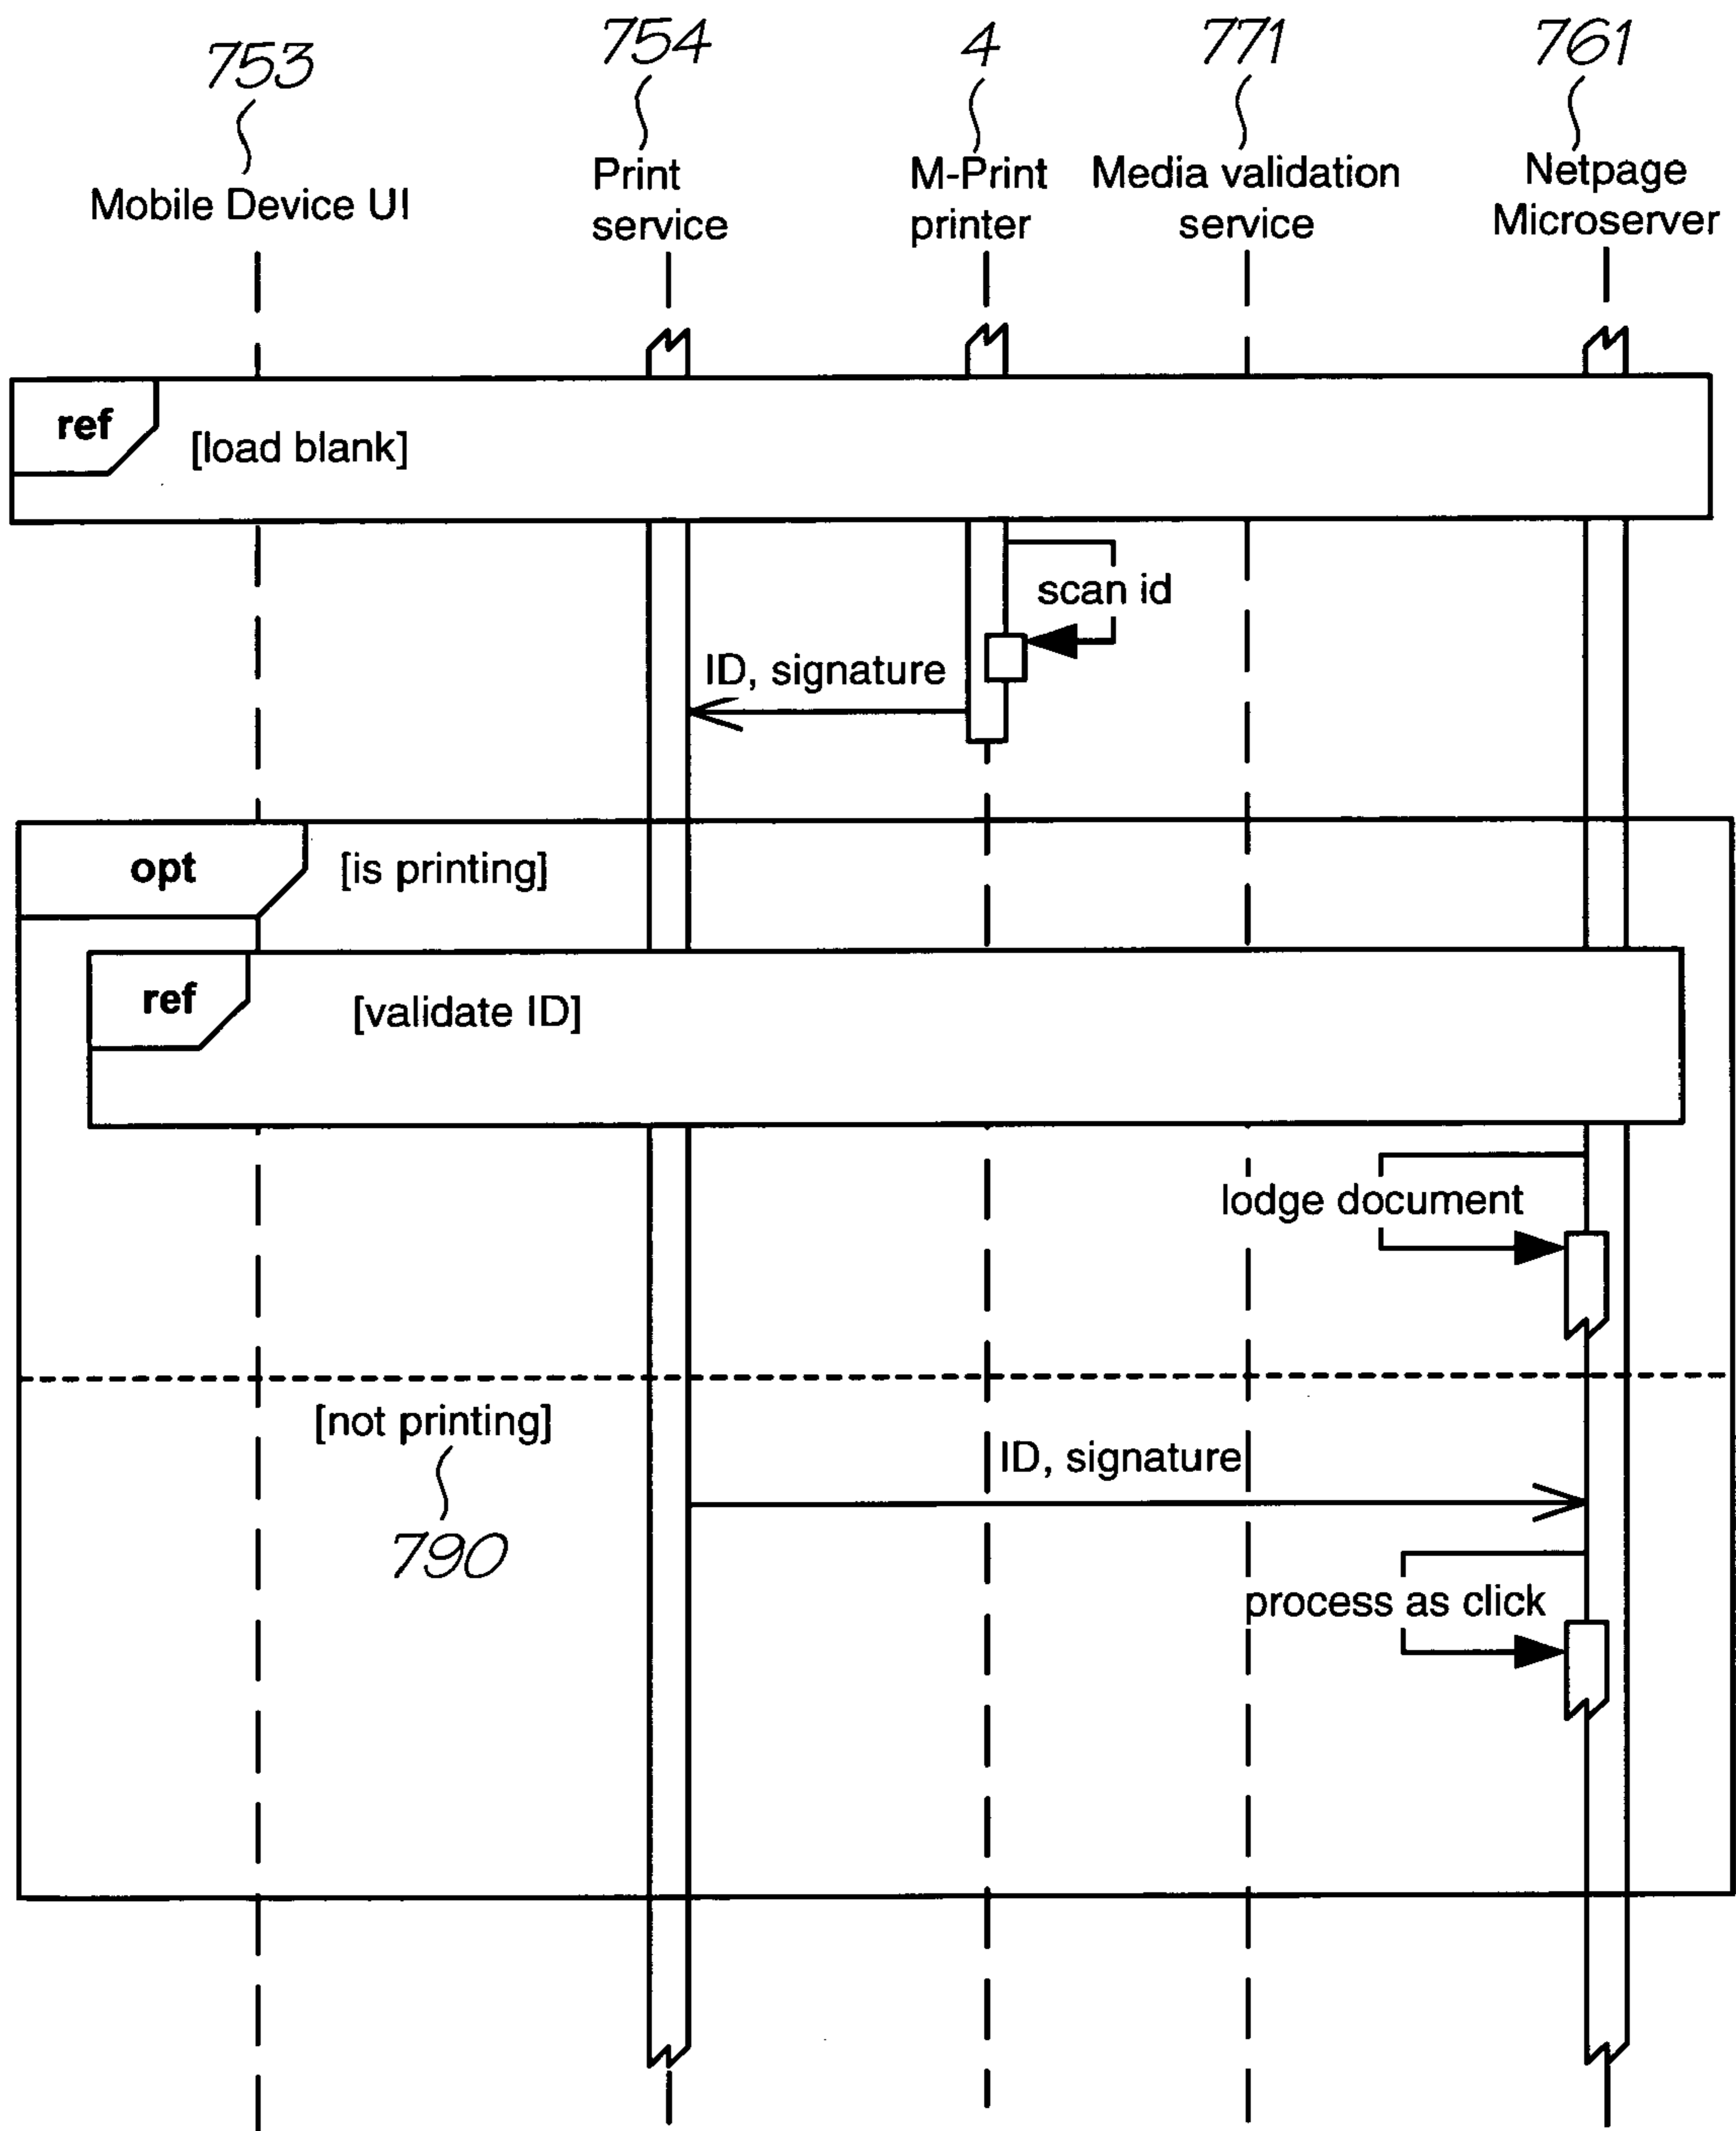 753
754
4
771
761
Mobile Device UI
Print
service
M-Print
printer
Media validation
service
Netpage
Microserver
ref
[load blank]
scan id
ID, signature
opt
[is printing]
ref
[validate ID]
lodge document
[not printing]
790
ID, signature
process as click